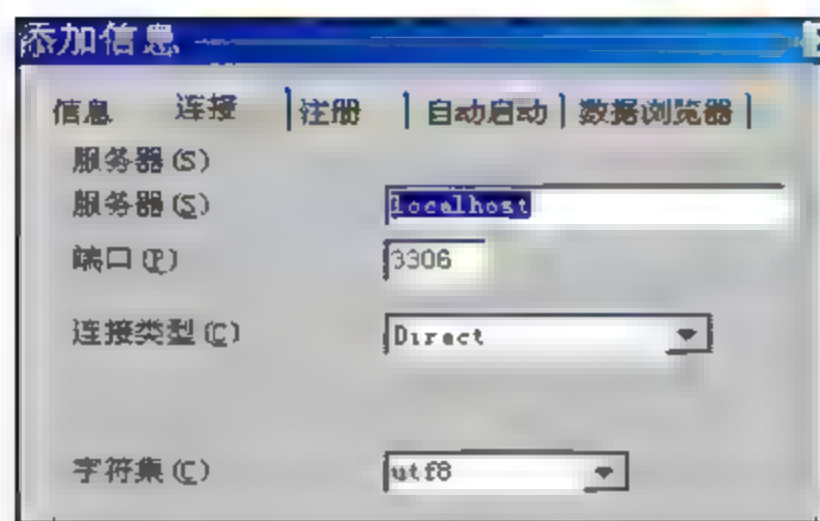 添加信息
信息 连接 注册 自动启动 数据浏览器
服务器(S)
服务器(S) localhost
端口(P) 3306
连接类型(C) Direct
字符集(C) utf8